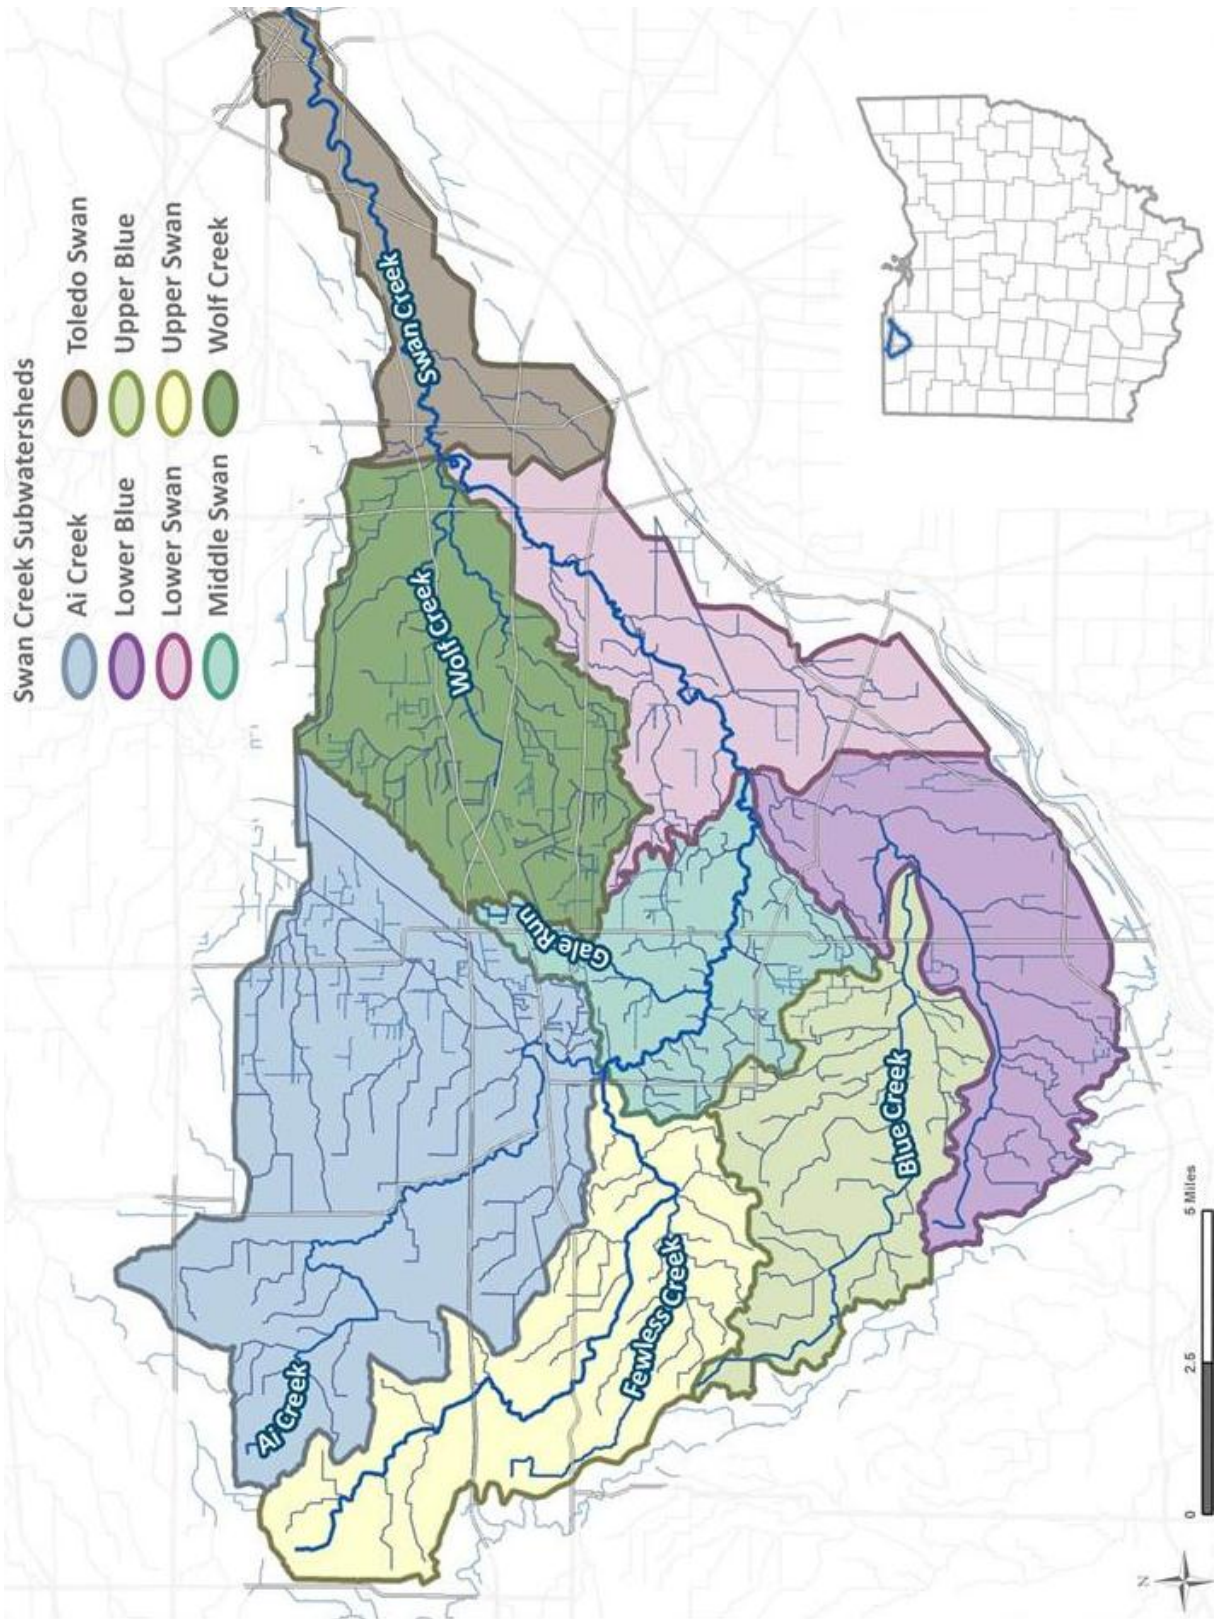 Swan Creek Subwatersheds
Ai Creek
Toledo Swan
Lower Blue
Upper Blue
Lower Swan
Upper Swan
Middle Swan
Wolf Creek
Swan Creek
Wolf Creek
Gale Run
Ai Creek
Fewless Creek
Blue Creek
N
0
2.5
5 Miles